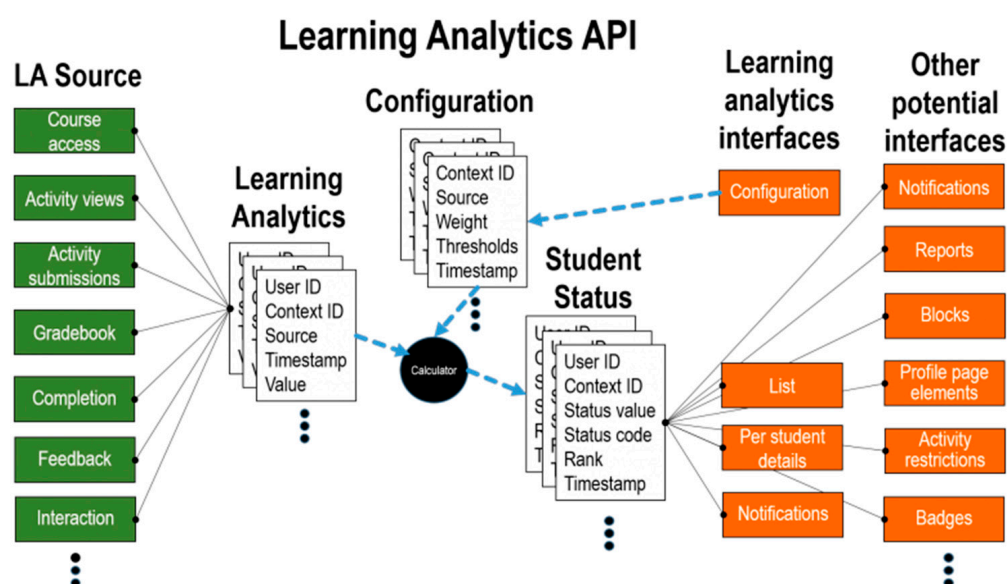 Learning Analytics API
LA Source
Course
access
Activity views
Activity
submissions
Gradebook
Completion
Feedback
Interaction
Learning
Analytics
User ID
Context ID
Source
Timestamp
Value
Configuration
Context ID
Source
Weight
Thresholds
Timestamp
Calculator
Student
Status
User ID
Context ID
Status value
Status code
Rank
Timestamp
Learning
analytics
interfaces
Configuration
List
Per student
details
Notifications
Other
potential
interfaces
Notifications
Reports
Blocks
Profile page
elements
Activity
restrictions
Badges